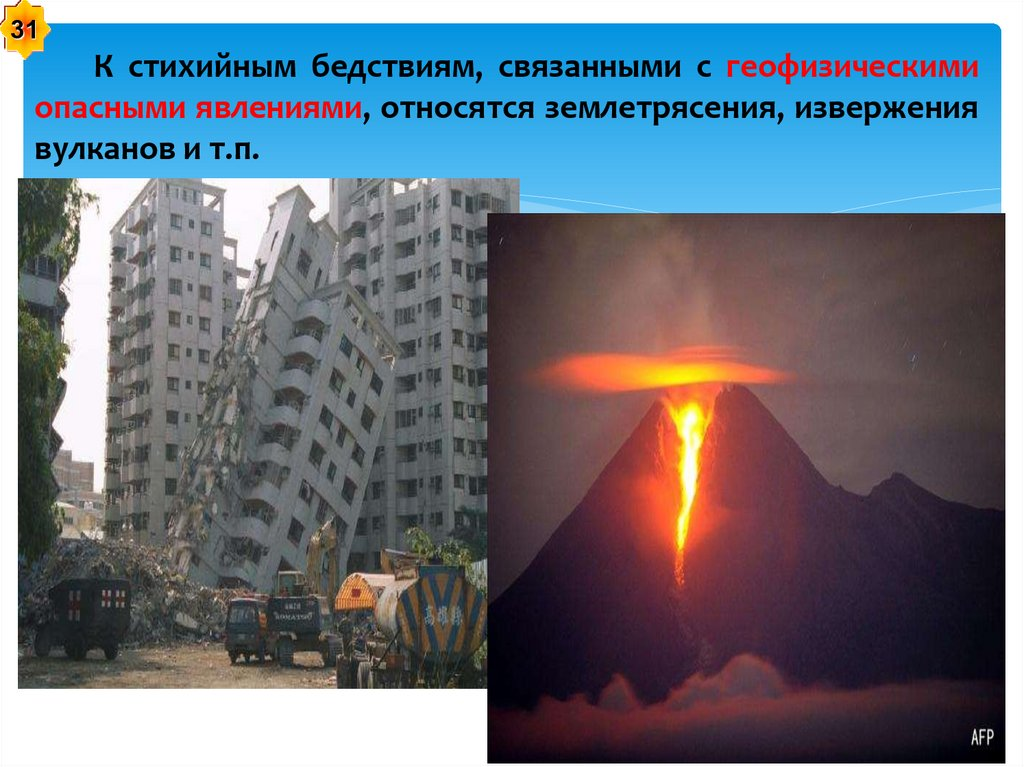 31
К стихийным бедствиям, связанными с геофизическими
опасными явлениями, относятся землетрясения, извержения
вулканов и т.п.
AFP